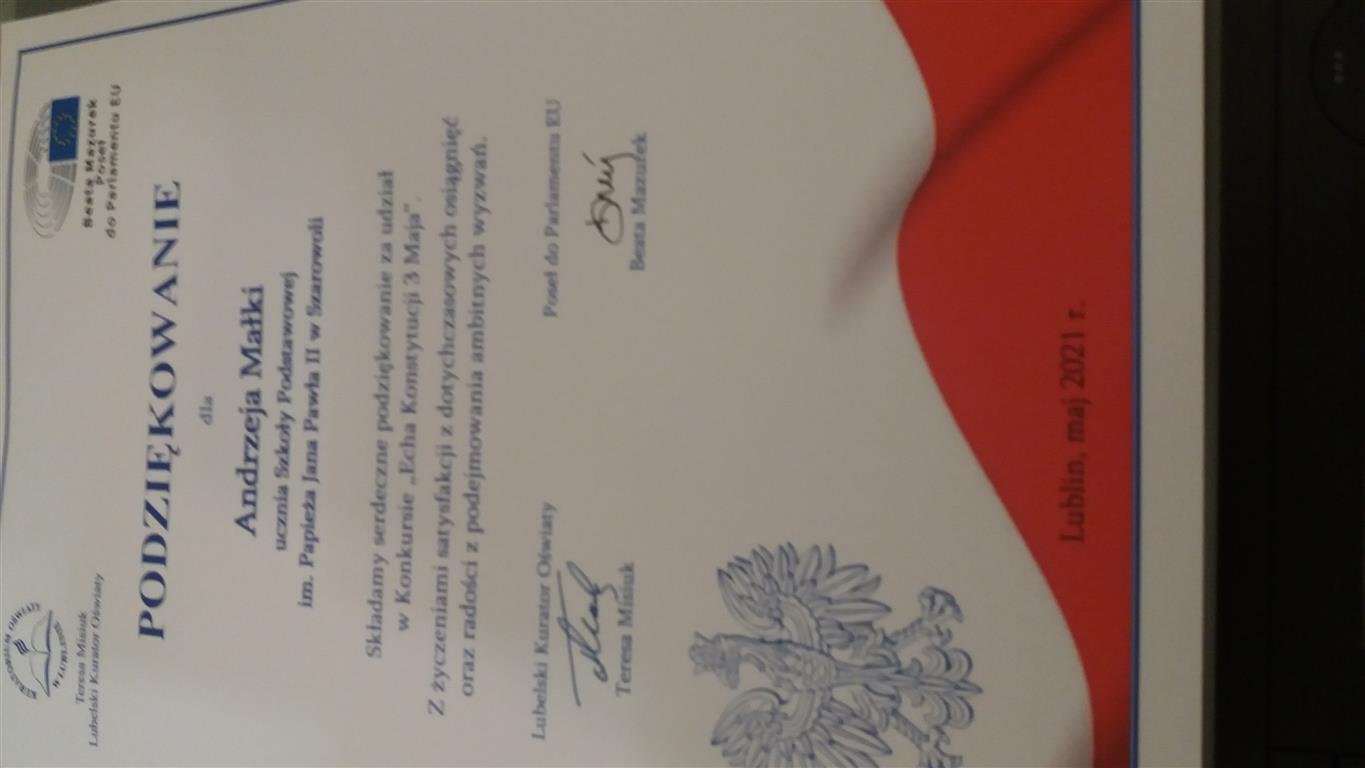 KURATORIUM OŚWIATY
W LUBLINIE
Teresa Misiuk
Lubelski Kurator Oświaty
Beata Mazurek
Poseł
do Parlamentu EU
PODZIĘKOWANIE
dla
Andrzeja Małki
ucznia Szkoły Podstawowej
im. Papieża Jana Pawła II w Szarowoli
Składamy serdeczne podziękowanie za udział
w Konkursie „Echa Konstytucji 3 Maja”.
Z życzeniami satysfakcji z dotychczasowych osiągnięć
oraz radości z podejmowania ambitnych wyzwań.
Lubelski Kurator Oświaty
Teresa Misiuk
Poseł do Parlamentu EU
Beata Mazurek
Lublin, maj 2021 r.